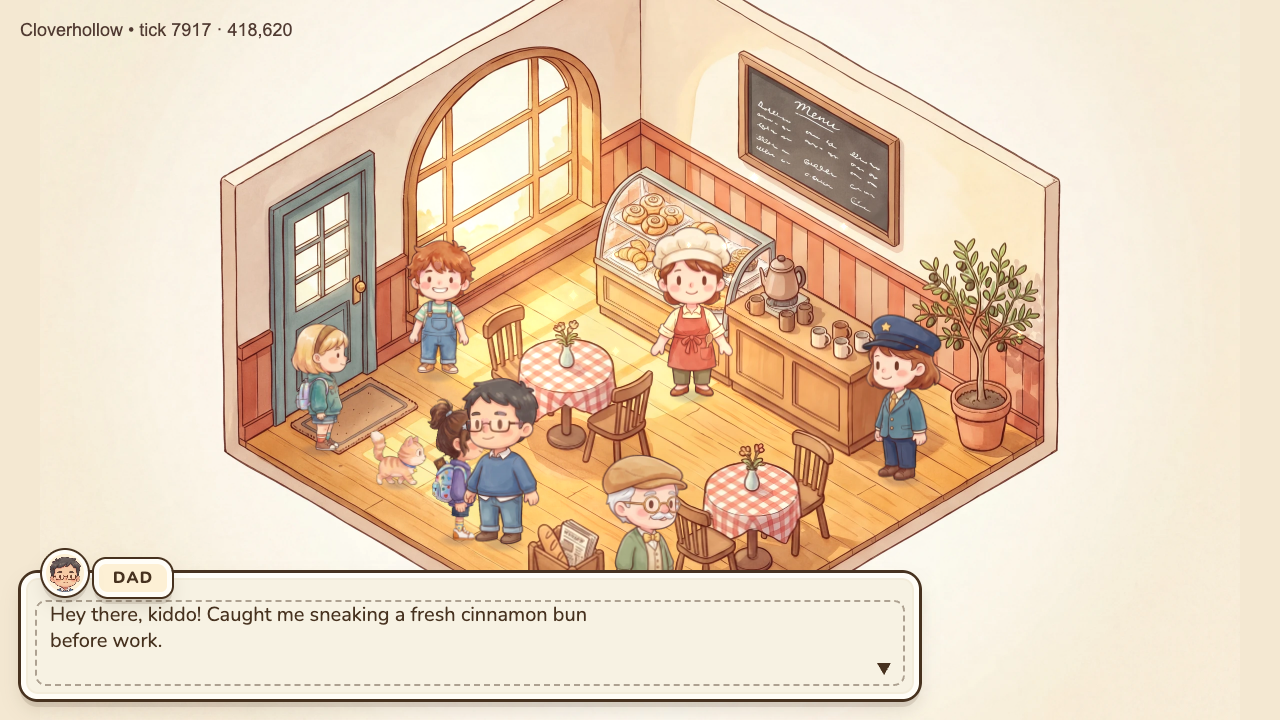 Cloverhollow • tick 7917 · 418,620
Menu
DAD
Hey there, kiddo! Caught me sneaking a fresh cinnamon bun
before work.